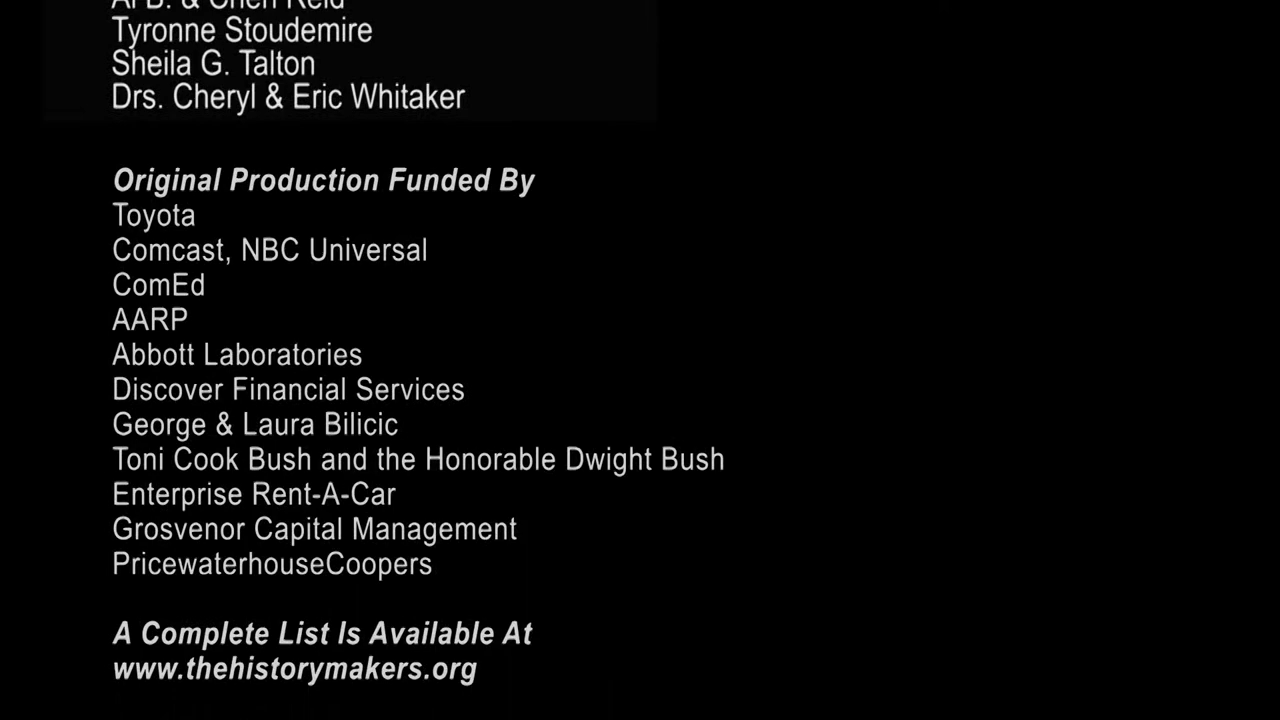 & Cheri Reid
Tyronne Stoudemire
Sheila G. Talton
Drs. Cheryl & Eric Whitaker
Original Production Funded By
Toyota
Comcast, NBC Universal
ComEd
AARP
Abbott Laboratories
Discover Financial Services
George & Laura Bilicic
Toni Cook Bush and the Honorable Dwight Bush
Enterprise Rent-A-Car
Grosvenor Capital Management
PricewaterhouseCoopers
A Complete List Is Available At
www.thehistorymakers.org